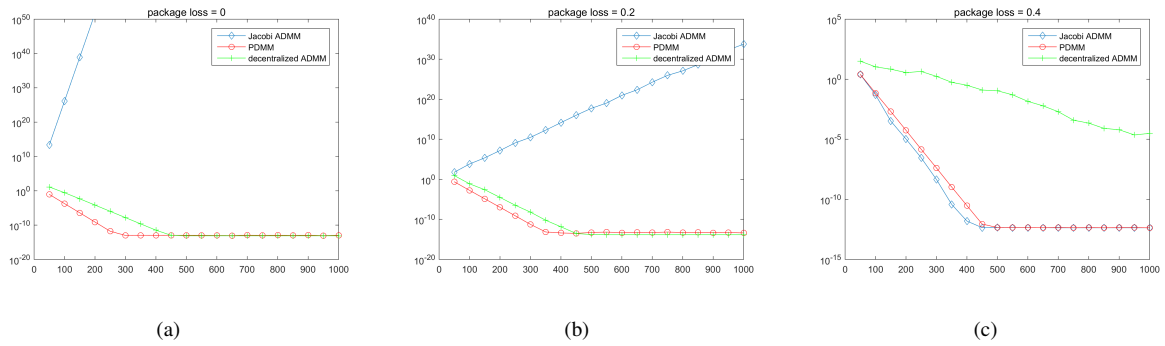 package loss = 0
10^50
10^40
10^30
10^20
10^10
10^0
10^-10
10^-20
0 100 200 300 400 500 600 700 800 900 1000
Jacobi ADMM
PDMM
decentralized ADMM
(a)
package loss = 0.2
10^40
10^30
10^20
10^10
10^0
10^-10
10^-20
0 100 200 300 400 500 600 700 800 900 1000
Jacobi ADMM
PDMM
decentralized ADMM
(b)
package loss = 0.4
10^5
10^0
10^-5
10^-10
10^-15
0 100 200 300 400 500 600 700 800 900 1000
Jacobi ADMM
PDMM
decentralized ADMM
(c)